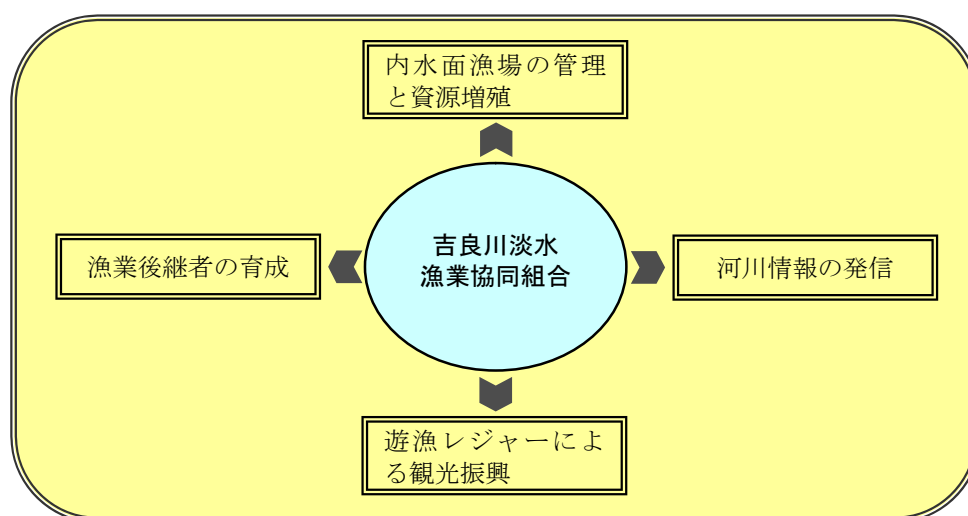 内水面漁場の管理
と資源増殖
吉良川淡水
漁業協同組合
漁業後継者の育成
河川情報の発信
遊漁レジャーによ
る観光振興